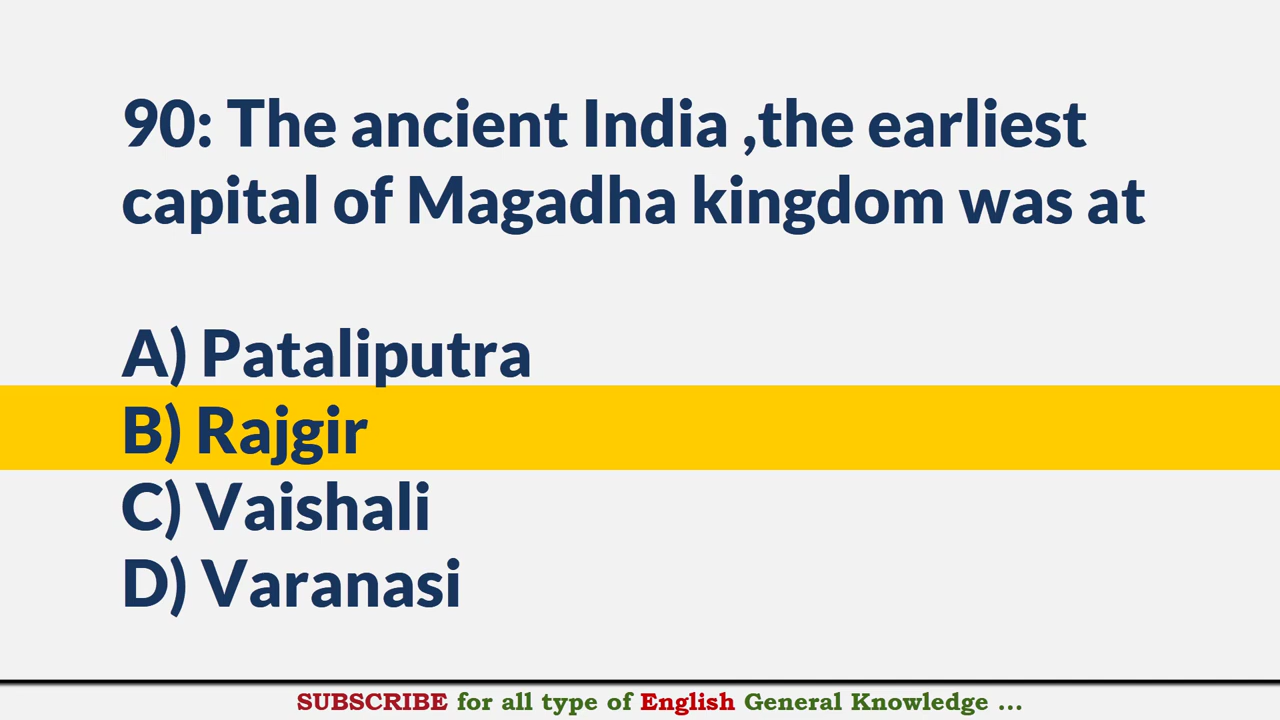 90: The ancient India ,the earliest
capital of Magadha kingdom was at
A) Pataliputra
B) Rajgir
C) Vaishali
D) Varanasi
SUBSCRIBE for all type of English General Knowledge ...